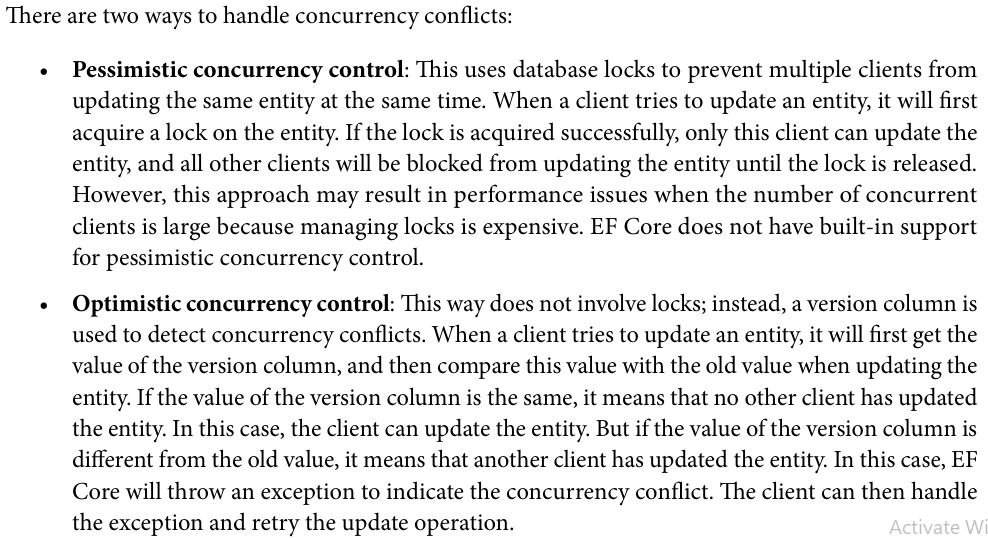 There are two ways to handle concurrency conflicts:
• Pessimistic concurrency control: This uses database locks to prevent multiple clients from
updating the same entity at the same time. When a client tries to update an entity, it will first
acquire a lock on the entity. If the lock is acquired successfully, only this client can update the
entity, and all other clients will be blocked from updating the entity until the lock is released.
However, this approach may result in performance issues when the number of concurrent
clients is large because managing locks is expensive. EF Core does not have built-in support
for pessimistic concurrency control.
• Optimistic concurrency control: This way does not involve locks; instead, a version column is
used to detect concurrency conflicts. When a client tries to update an entity, it will first get the
value of the version column, and then compare this value with the old value when updating the
entity. If the value of the version column is the same, it means that no other client has updated
the entity. In this case, the client can update the entity. But if the value of the version column is
different from the old value, it means that another client has updated the entity. In this case, EF
Core will throw an exception to indicate the concurrency conflict. The client can then handle
the exception and retry the update operation.
Activate Wi